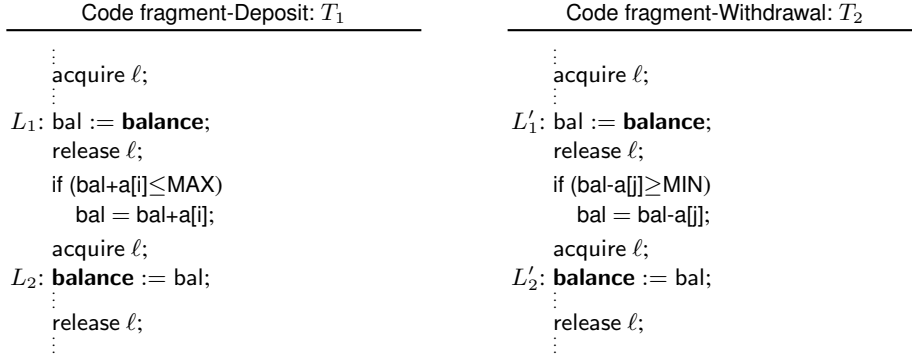 Code fragment-Deposit: T₁
⋮
acquire ℓ;
⋮
L₁: bal := balance;
release ℓ;
if (bal+a[i]≤MAX)
bal = bal+a[i];
acquire ℓ;
L₂: balance := bal;
⋮
release ℓ;
⋮
Code fragment-Withdrawal: T₂
⋮
acquire ℓ;
⋮
L′₁: bal := balance;
release ℓ;
if (bal-a[j]≥MIN)
bal = bal-a[j];
acquire ℓ;
L′₂: balance := bal;
⋮
release ℓ;
⋮